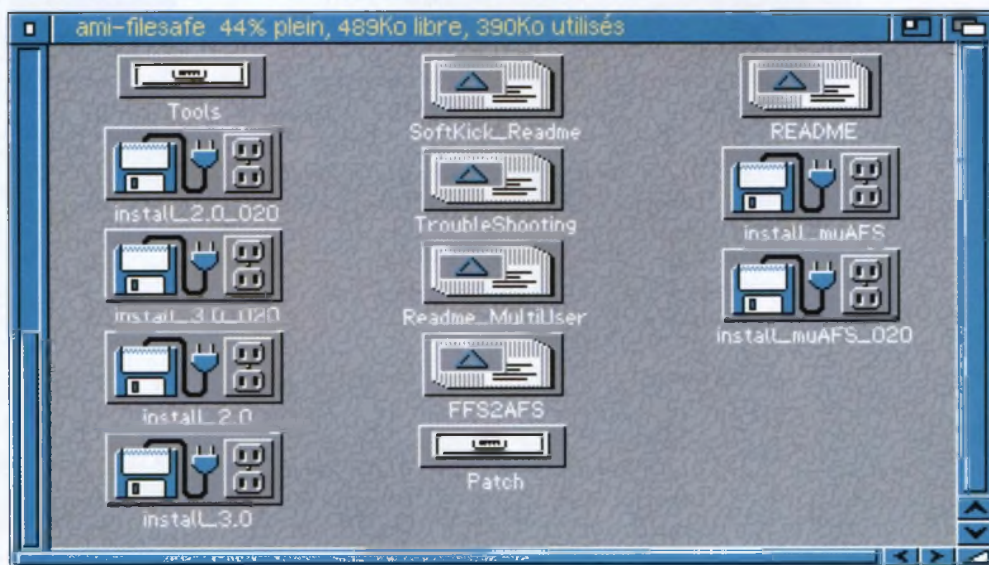 ami-filesafe 44% plein, 489Ko libre, 390Ko utilisés
Tools
install_2.0_020
install_3.0_020
install_2.0
install_3.0
SoftKick_Readme
TroubleShooting
Readme_MultiUser
FFS2AFS
Patch
README
install_muAFS
install_muAFS_020